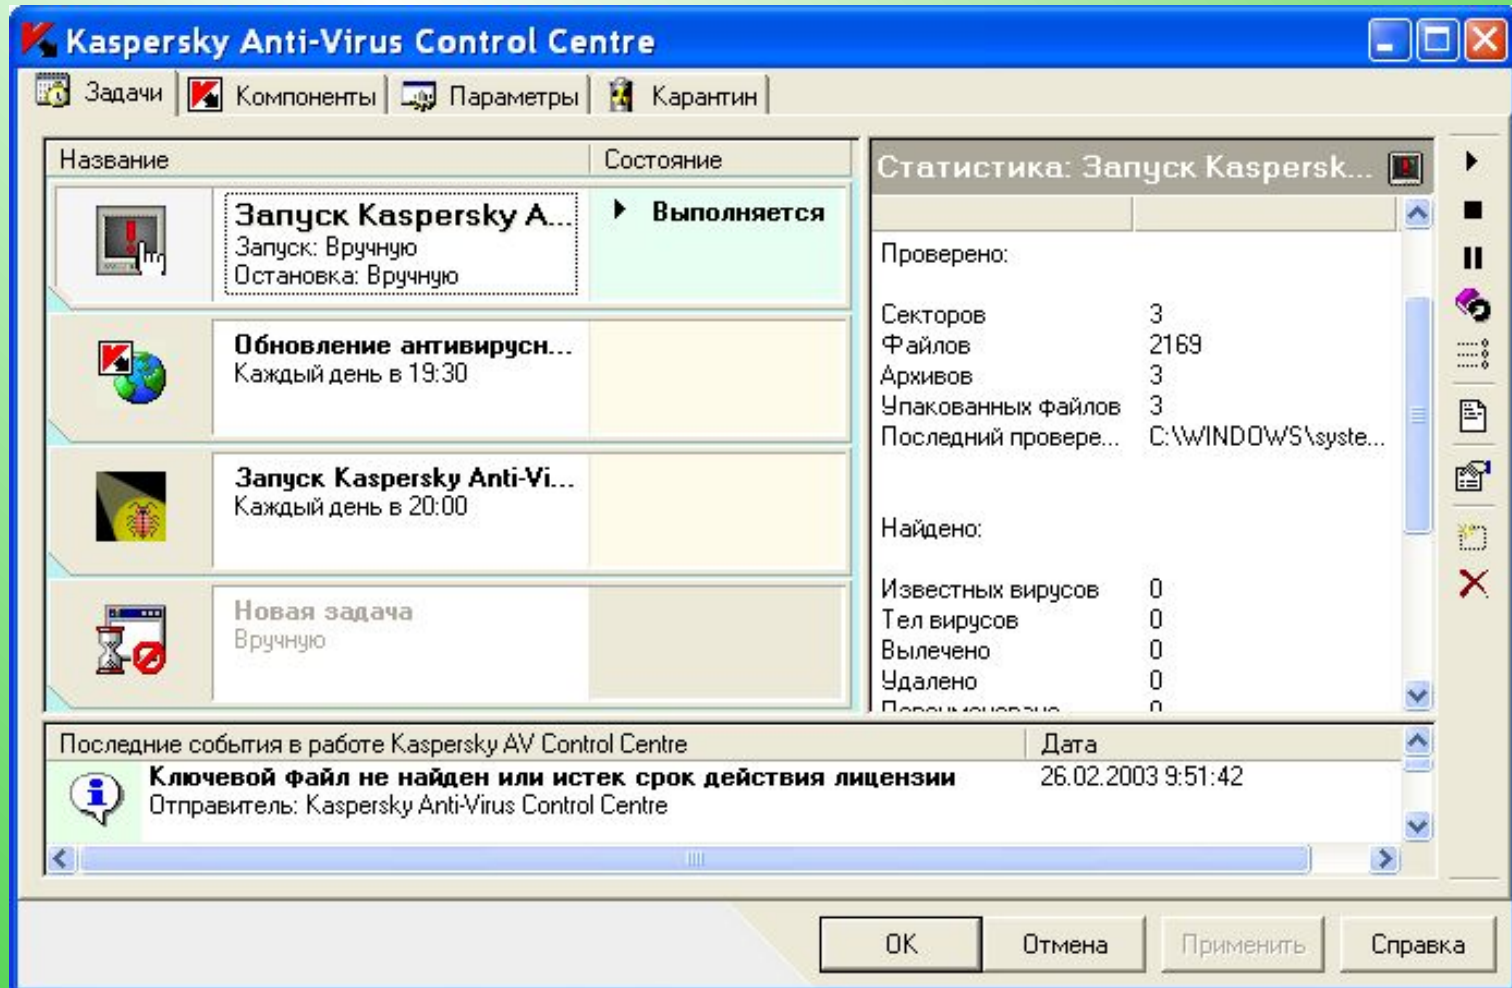 Kaspersky Anti-Virus Control Centre
Задачи Компоненты Параметры Карантин
Название Состояние
Запуск Kaspersky A... Выполняется
Запуск: Вручную
Остановка: Вручную
Обновление антивирусн...
Каждый день в 19:30
Запуск Kaspersky Anti-Vi...
Каждый день в 20:00
Новая задача
Вручную
Статистика: Запуск Kaspersk...
Проверено:
Секторов 3
Файлов 2169
Архивов 3
Упакованных файлов 3
Последний провере... C:\WINDOWS\syste...
Найдено:
Известных вирусов 0
Тел вирусов 0
Вылечено 0
Удалено 0
Последние события в работе Kaspersky AV Control Centre Дата
Ключевой файл не найден или истек срок действия лицензии 26.02.2003 9:51:42
Отправитель: Kaspersky Anti-Virus Control Centre
OK Отмена Применить Справка